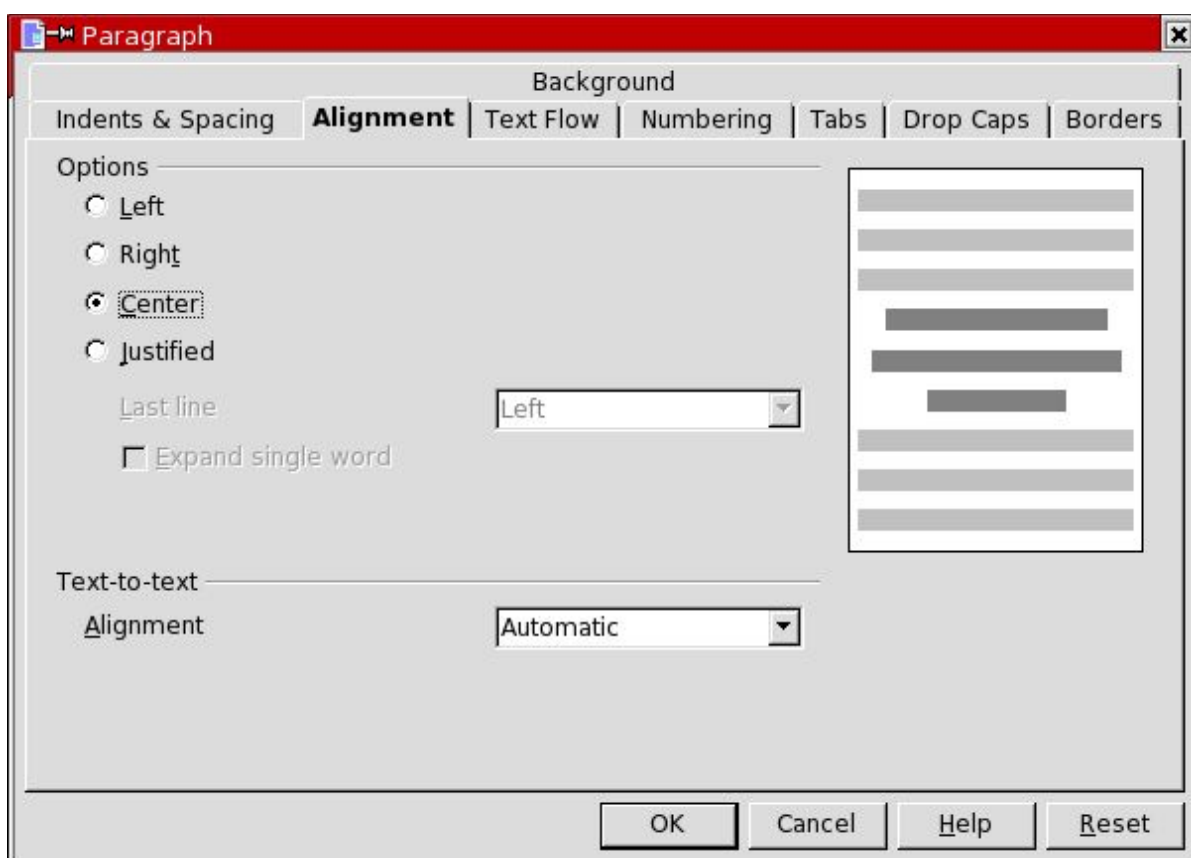 Paragraph
Background
Indents & Spacing Alignment Text Flow Numbering Tabs Drop Caps Borders
Options
Left
Right
Center
Justified
Last line Left
Expand single word
Text-to-text
Alignment Automatic
OK Cancel Help Reset